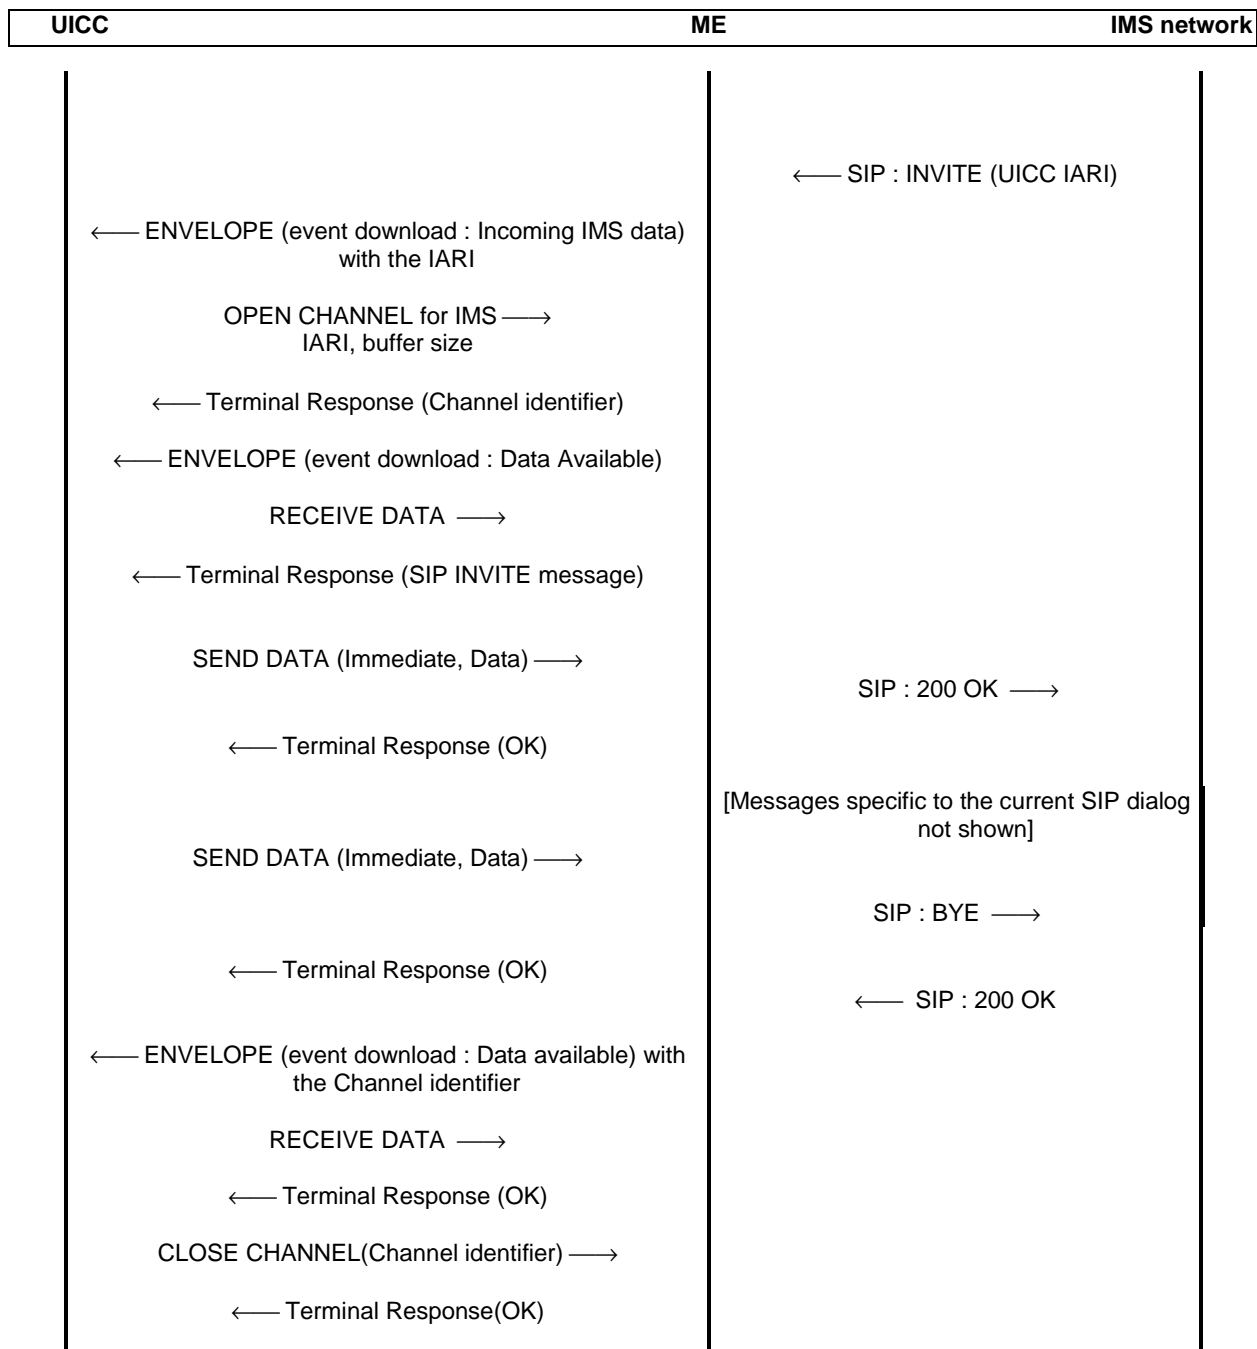 UICC ME IMS network
←── SIP : INVITE (UICC IARI)
←── ENVELOPE (event download : Incoming IMS data)
with the IARI
OPEN CHANNEL for IMS ──→
IARI, buffer size
←── Terminal Response (Channel identifier)
←── ENVELOPE (event download : Data Available)
RECEIVE DATA ──→
←── Terminal Response (SIP INVITE message)
SEND DATA (Immediate, Data) ──→
SIP : 200 OK ──→
←── Terminal Response (OK)
[Messages specific to the current SIP dialog
not shown]
SEND DATA (Immediate, Data) ──→
SIP : BYE ──→
←── Terminal Response (OK)
←── SIP : 200 OK
←── ENVELOPE (event download : Data available) with
the Channel identifier
RECEIVE DATA ──→
←── Terminal Response (OK)
CLOSE CHANNEL(Channel identifier) ──→
←── Terminal Response(OK)